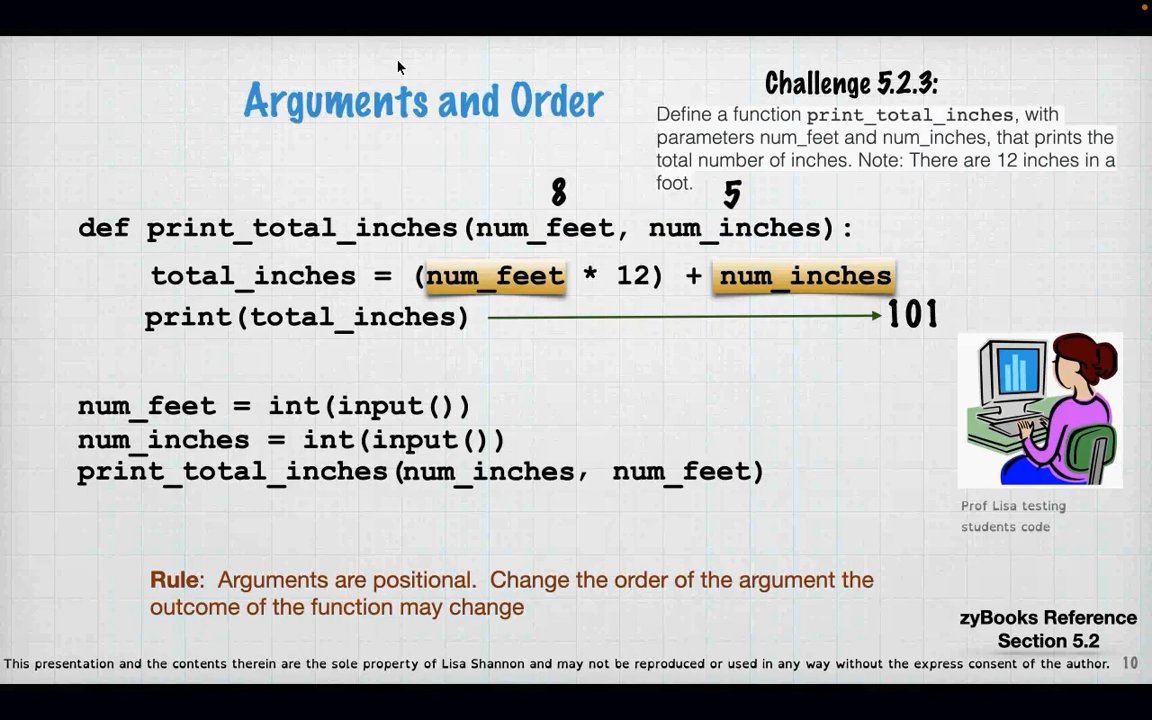 Arguments and Order
Challenge 5.2.3:
Define a function print_total_inches, with
parameters num_feet and num_inches, that prints the
total number of inches. Note: There are 12 inches in a
foot.
8 5
def print_total_inches(num_feet, num_inches):
total_inches = (num_feet * 12) + num_inches
print(total_inches) 101
num_feet = int(input())
num_inches = int(input())
print_total_inches(num_inches, num_feet)
Prof Lisa testing
students code
Rule: Arguments are positional. Change the order of the argument the
outcome of the function may change
zyBooks Reference
Section 5.2
This presentation and the contents therein are the sole property of Lisa Shannon and may not be reproduced or used in any way without the express consent of the author. 10